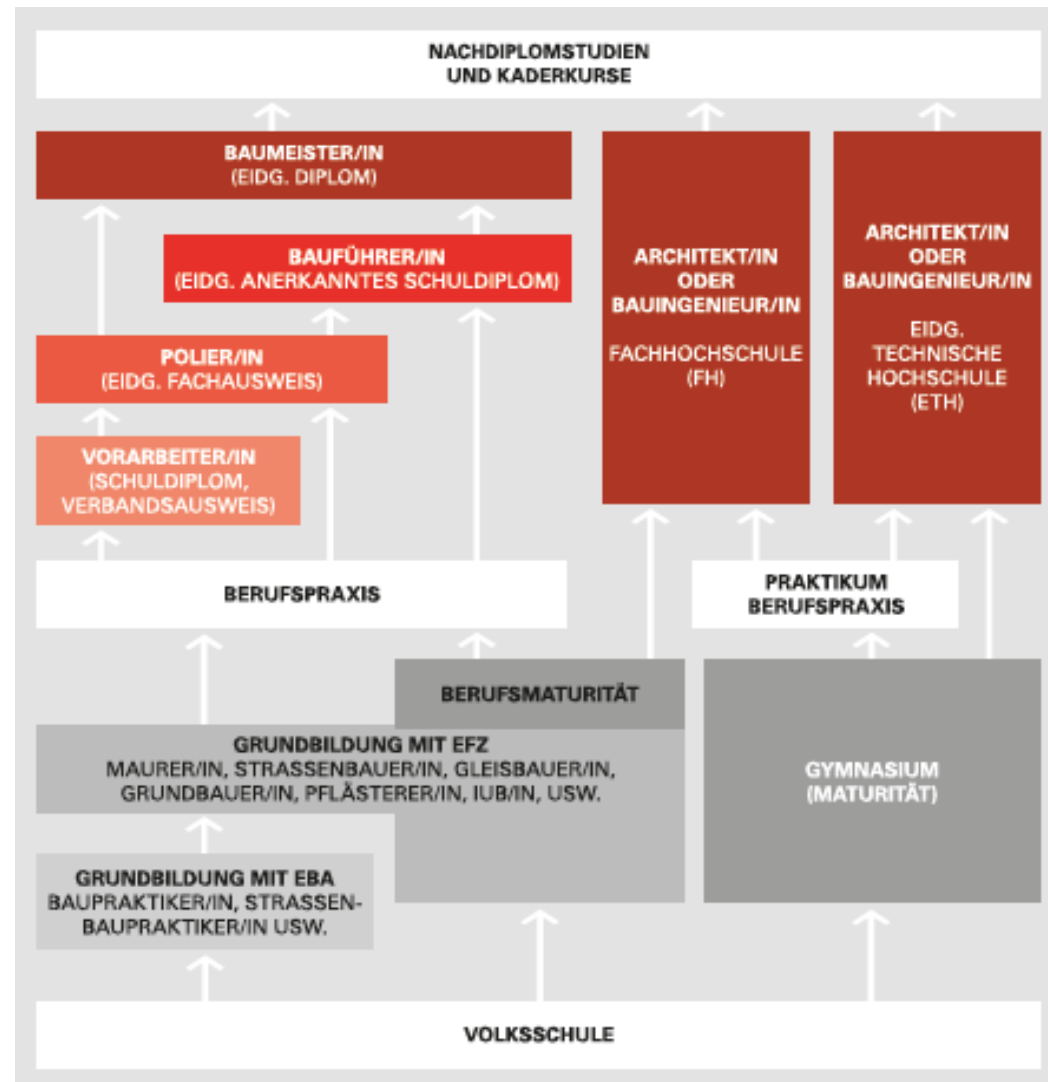 NACHDIPLOMSTUDIEN
UND KADERKURSE
BAUMEISTER/IN
(EIDG. DIPLOM)
BAUFÜHRER/IN
(EIDG. ANERKANNTES SCHULDIPLOM)
POLIER/IN
(EIDG. FACHAUSWEIS)
VORARBEITER/IN
(SCHULDIPLOM,
VERBANDSAUSWEIS)
ARCHITEKT/IN
ODER
BAUINGENIEUR/IN
FACHHOCHSCHULE
(FH)
ARCHITEKT/IN
ODER
BAUINGENIEUR/IN
EIDG.
TECHNISCHE
HOCHSCHULE
(ETH)
BERUFSPRAXIS
PRAKTIKUM
BERUFSPRAXIS
BERUFSMATURITÄT
GRUNDBILDUNG MIT EFZ
MAURER/IN, STRASSENBAUER/IN, GLEISBAUER/IN,
GRUNDBAUER/IN, PFLÄSTERER/IN, IUB/IN, USW.
GYMNASIUM
(MATURITÄT)
GRUNDBILDUNG MIT EBA
BAUPRAKTIKER/IN, STRASSEN-
BAUPRAKTIKER/IN USW.
VOLKSSCHULE